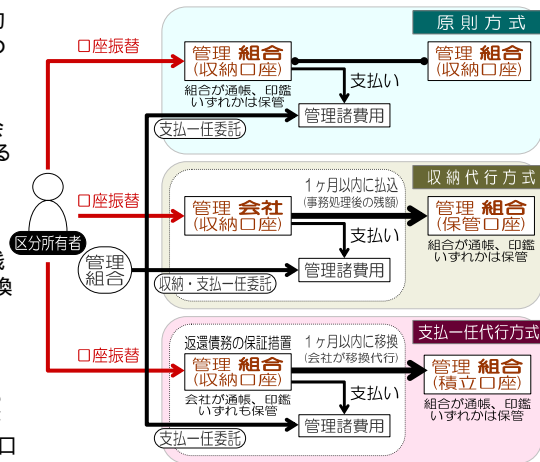 原則方式
口座振替
管理 組合
(収納口座)
管理 組合
(収納口座)
支払い
組合が通帳、印鑑
いずれかは保管
管理諸費用
支払一任委託
収納代行方式
口座振替
管理 会社
(収納口座)
1ヶ月以内に払込
(事務処理後の残額)
管理 組合
(保管口座)
支払い
組合が通帳、印鑑
いずれかは保管
管理諸費用
区分所有者
管理
組合
収納・支払一任委託
支払一任代行方式
返還債務の保証措置
1ヶ月以内に移換
(会社が移換代行)
口座振替
管理 組合
(収納口座)
管理 組合
(積立口座)
支払い
会社が通帳、印鑑
いずれも保管
組合が通帳、印鑑
いずれかは保管
管理諸費用
支払一任委託
る
換
口